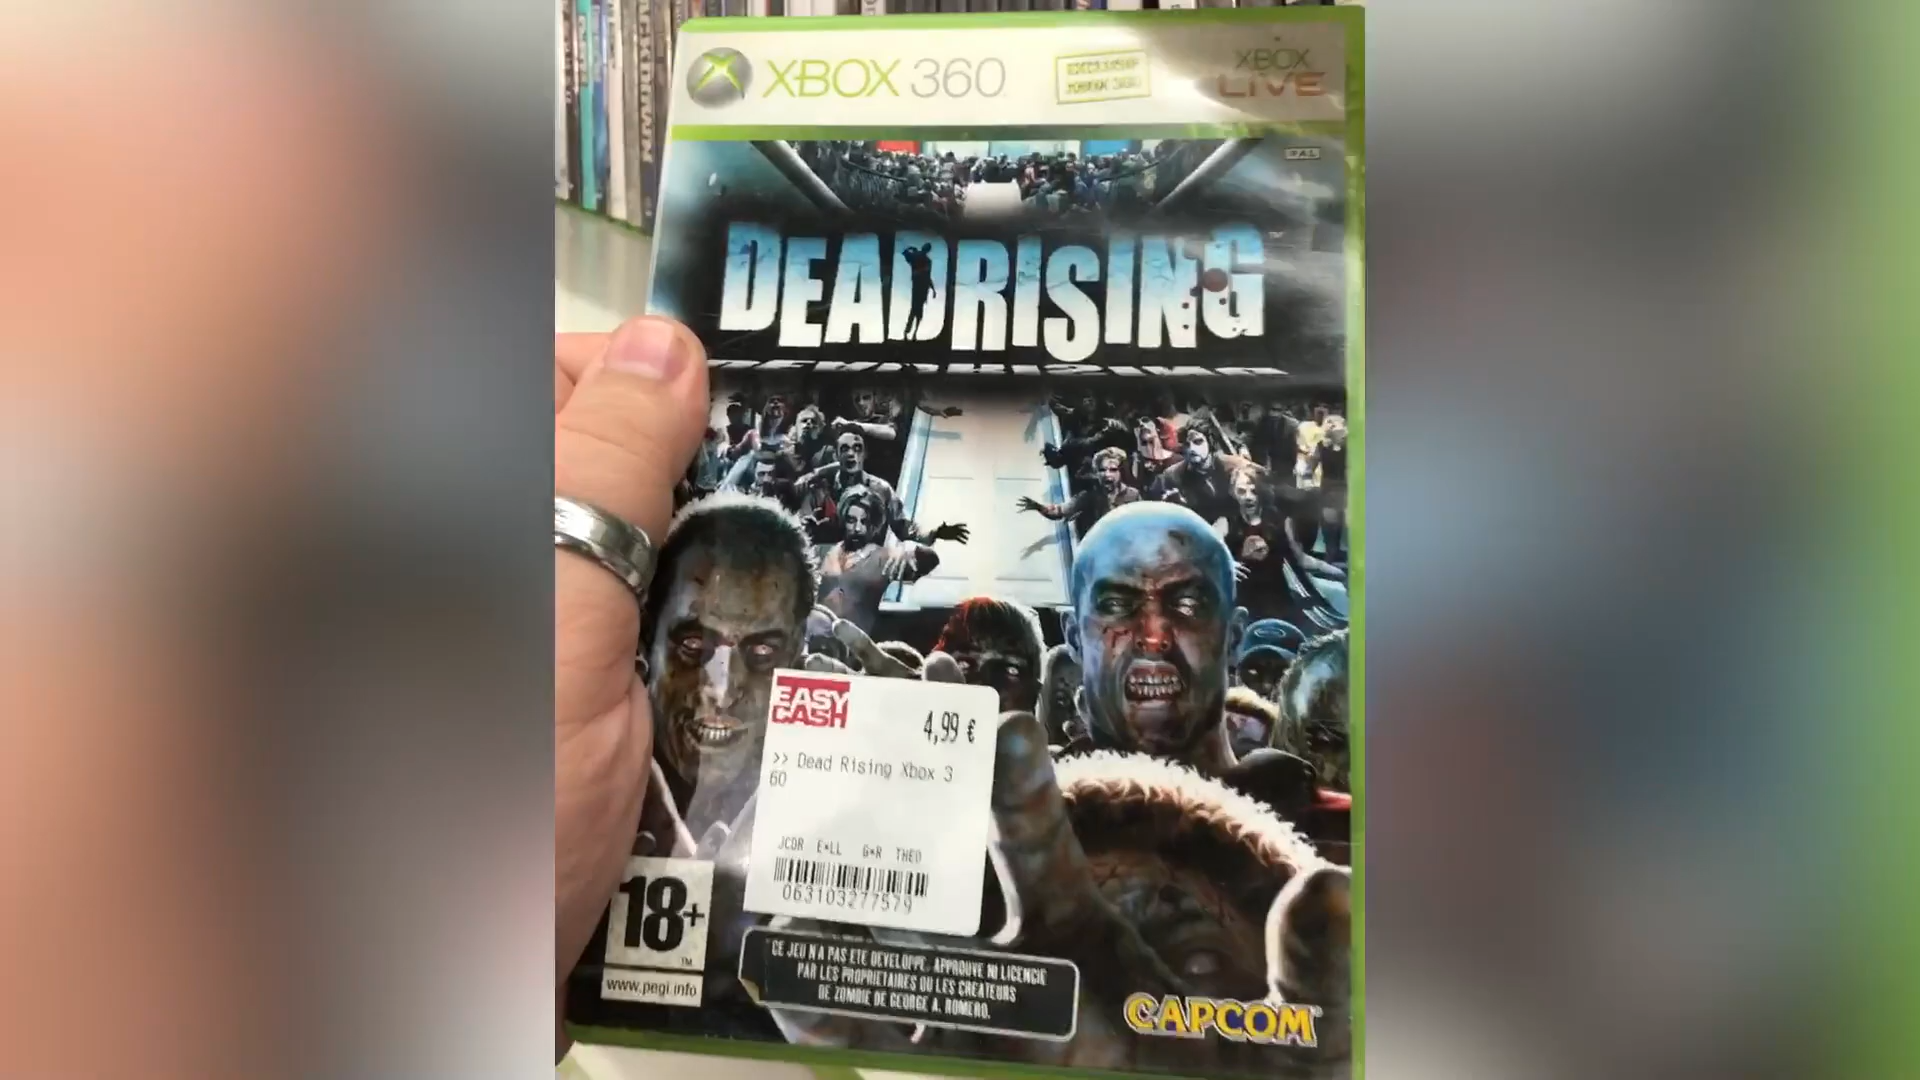 XBOX 360
XBOX
LIVE
PAL
DEADRISING
EASY
CASH
4,99 €
>> Dead Rising Xbox 3
60
JCDR E*LL G*R THEO
063103277579
18+
TM
www.pegi.info
CE JEU N'A PAS ETE DEVELOPPE, APPROUVE NI LICENCIE
PAR LES PROPRIETAIRES OU LES CREATEURS
DE ZOMBIE DE GEORGE A. ROMERO.
CAPCOM